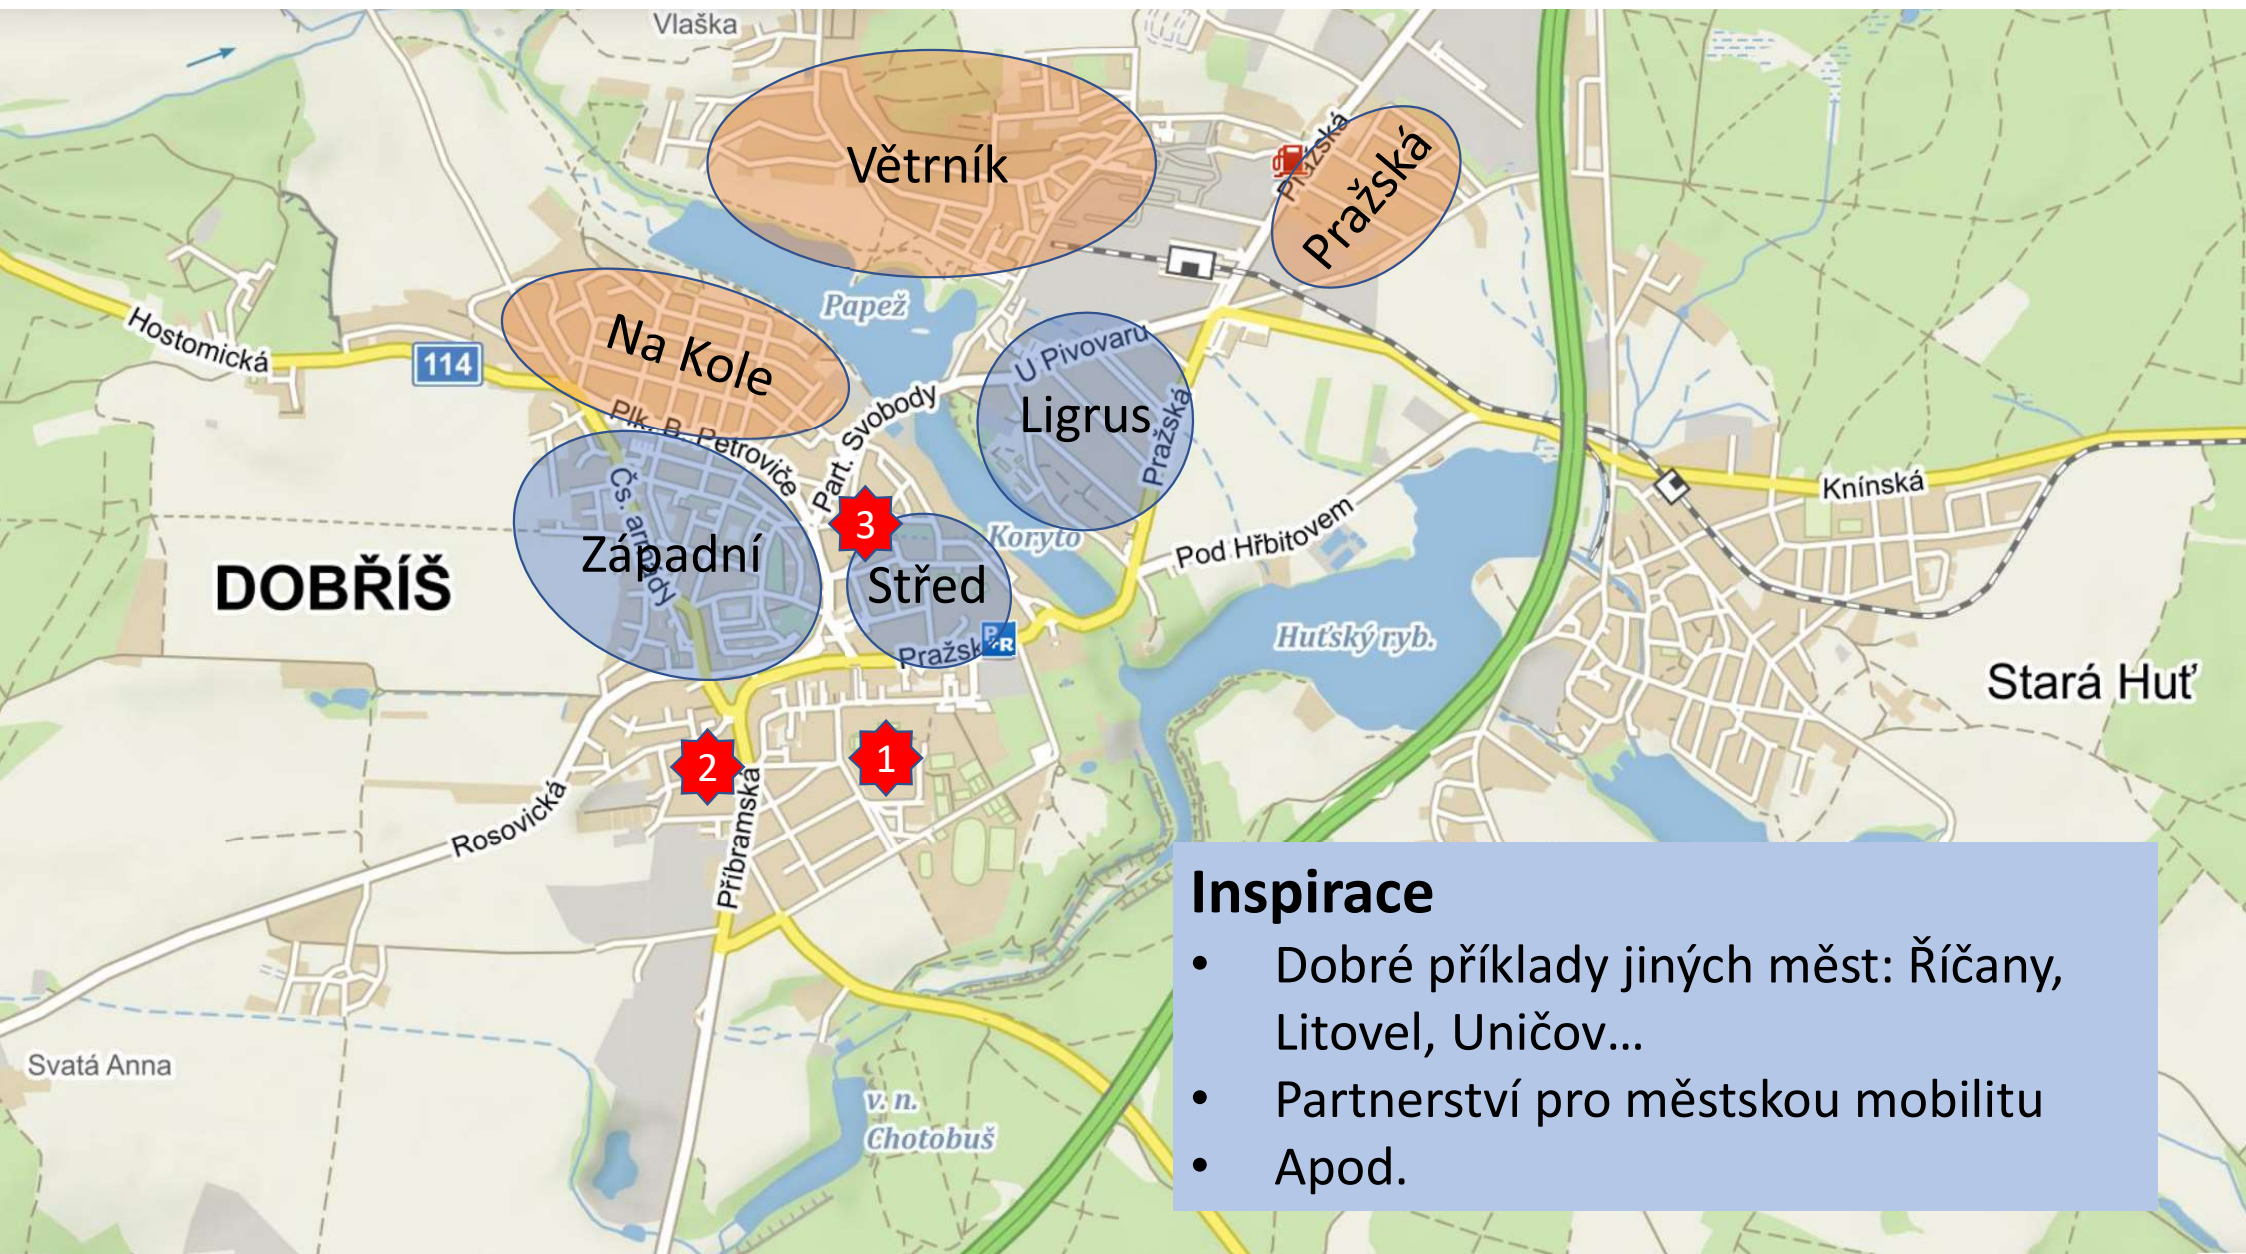 Vlaška
Větrník
Pražská
Pražská
Papež
Na Kole
Hostomická
114
U Pivovaru
Ligrus
Pražská
Plk. B. Petroviče
Part. Svobody
Čs. armády
Západní
3
Střed
Koryto
Pod Hřbitovem
Knínská
DOBŘÍŠ
Huťský ryb.
Pražsk
P+R
Stará Huť
2
1
Rosovická
Příbramská
Svatá Anna
v. n.
Chotobuš
Inspirace
• Dobré příklady jiných měst: Říčany,
Litovel, Uničov…
• Partnerství pro městskou mobilitu
• Apod.